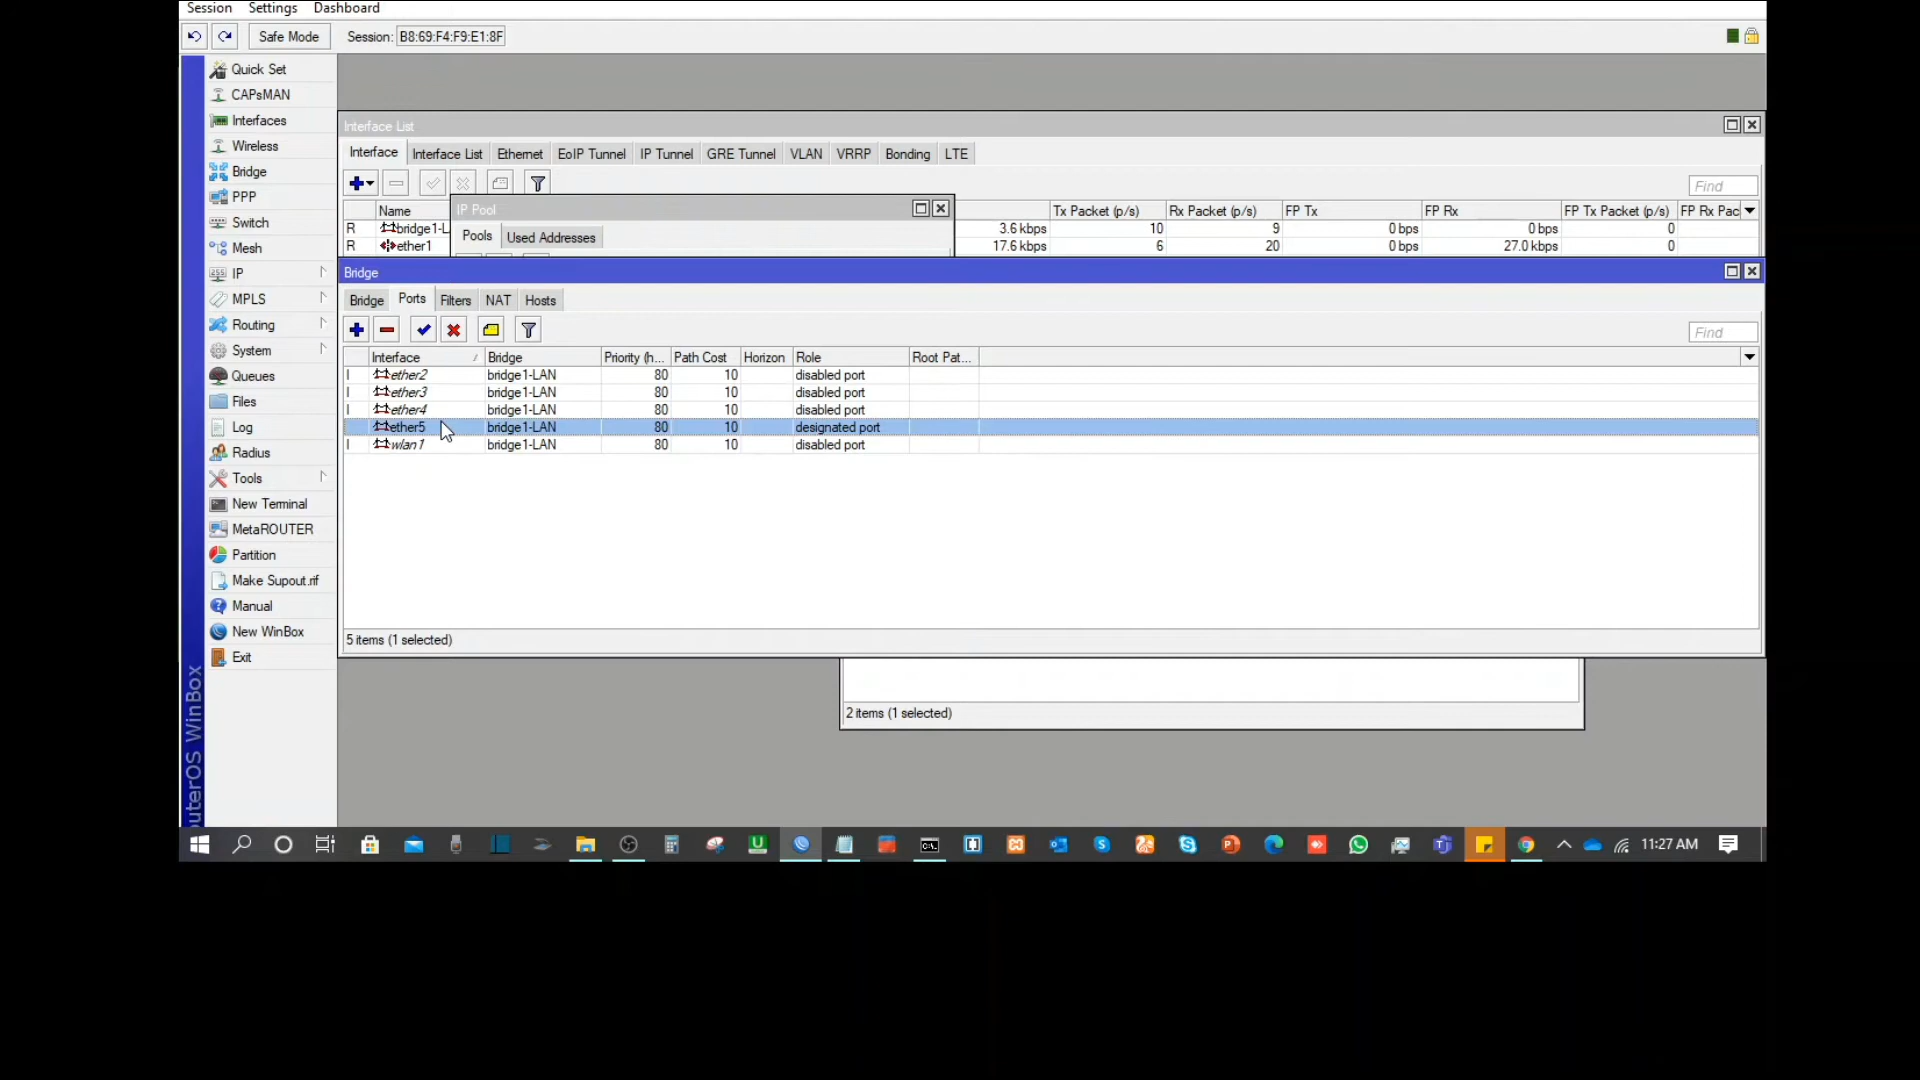 Session Settings Dashboard
Safe Mode Session: B8:69:F4:F9:E1:8F
Quick Set
CAPsMAN
Interfaces
Wireless
Bridge
PPP
Switch
Mesh
IP
MPLS
Routing
System
Queues
Files
Log
Radius
Tools
New Terminal
MetaROUTER
Partition
Make Supout.rif
Manual
New WinBox
Exit
outerOS WinBox
Interface List
Interface Interface List Ethernet EoIP Tunnel IP Tunnel GRE Tunnel VLAN VRRP Bonding LTE
Find
Name Tx Packet (p/s) Rx Packet (p/s) FP Tx FP Rx FP Tx Packet (p/s) FP Rx Pac
R bridge1-L 3.6 kbps 10 9 0 bps 0 bps 0
R ether1 17.6 kbps 6 20 0 bps 27.0 kbps 0
IP Pool
Pools Used Addresses
Bridge
Bridge Ports Filters NAT Hosts
Find
Interface Bridge Priority (h... Path Cost Horizon Role Root Pat...
I ether2 bridge1-LAN 80 10 disabled port
I ether3 bridge1-LAN 80 10 disabled port
I ether4 bridge1-LAN 80 10 disabled port
ether5 bridge1-LAN 80 10 designated port
I wlan1 bridge1-LAN 80 10 disabled port
5 items (1 selected)
2 items (1 selected)
11:27 AM